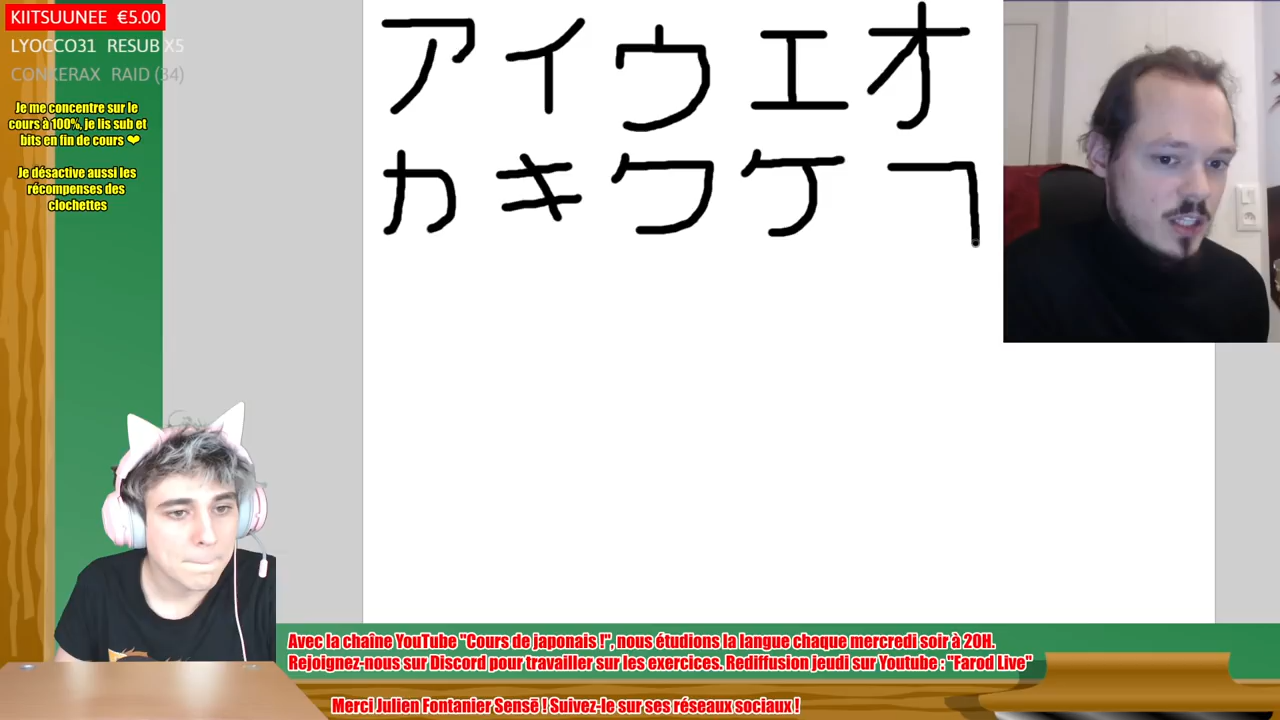 KIITSUUNEE €5.00
LYOCCO31 RESUB X5
CONKERAX RAID (34)
Je me concentre sur le
cours à 100%, je lis sub et
bits en fin de cours ❤
Je désactive aussi les
récompenses des
clochettes
ア イ ウ エ オ
カ キ ク ケ
Avec la chaîne YouTube "Cours de japonais !", nous étudions la langue chaque mercredi soir à 20H.
Rejoignez-nous sur Discord pour travailler sur les exercices. Rediffusion jeudi sur Youtube : "Farod Live"
Merci Julien Fontanier Sensē ! Suivez-le sur ses réseaux sociaux !